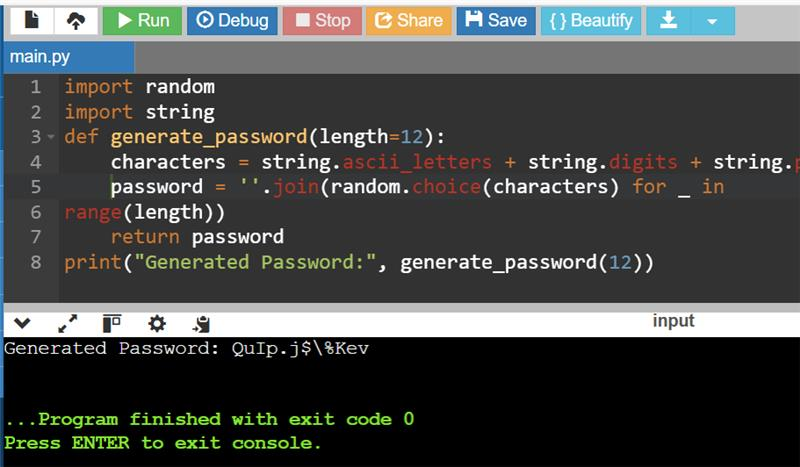 Run Debug Stop Share Save { } Beautify
main.py
1 import random
2 import string
3 def generate_password(length=12):
4     characters = string.ascii_letters + string.digits + string.
5     password = ''.join(random.choice(characters) for _ in
6 range(length))
7     return password
8 print("Generated Password:", generate_password(12))
input
Generated Password: QuIp.j$\%Kev
...Program finished with exit code 0
Press ENTER to exit console.